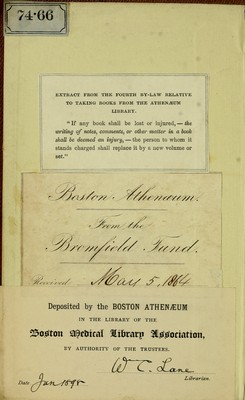 74-66
EXTRACT FROM THE FOURTH BY-LAW RELATIVE
TO TAKING BOOKS FROM THE ATHENÆUM
LIBRARY:
"If any book shall be lost or injured,—the
writing of notes, comments, or other matter in a book
shall be deemed an injury,—the person to whom it
stands charged shall replace it by a new volume or
set."
Boston Athenæum.
From the
Bromfield Fund.
Received May 5, 1864
Deposited by the BOSTON ATHENÆUM
IN THE LIBRARY OF THE
Boston Medical Library Association,
BY AUTHORITY OF THE TRUSTEES.
W. C. Lane
Librarian.
Date Jan 1898